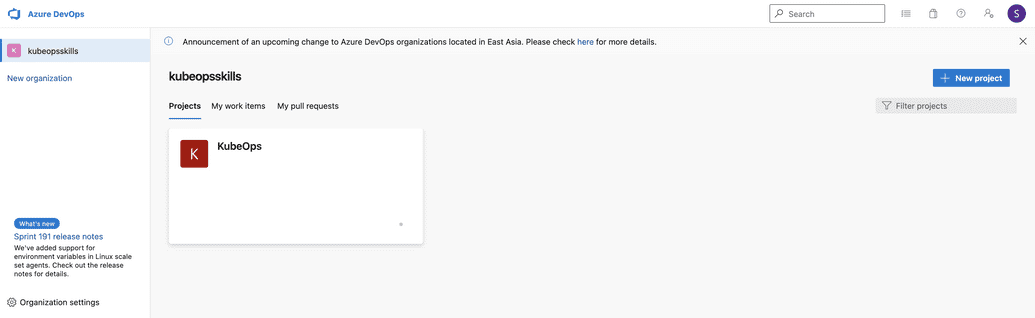 Azure DevOps
Search
S
K kubeopsskills
New organization
Announcement of an upcoming change to Azure DevOps organizations located in East Asia. Please check here for more details.
kubeopsskills
New project
Projects My work items My pull requests
Filter projects
K KubeOps
What's new
Sprint 191 release notes
We've added support for
environment variables in Linux scale
set agents. Check out the release
notes for details.
Organization settings